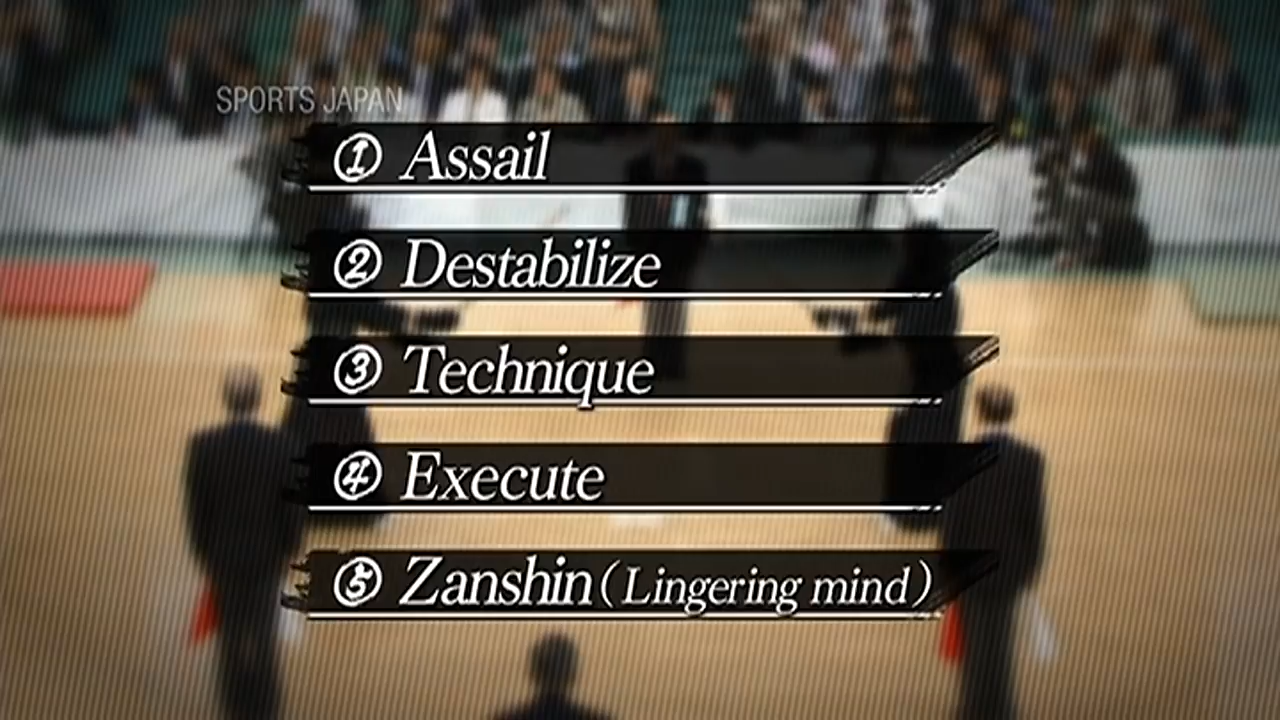 SPORTS JAPAN
① Assail
② Destabilize
③ Technique
④ Execute
⑤ Zanshin (Lingering mind)